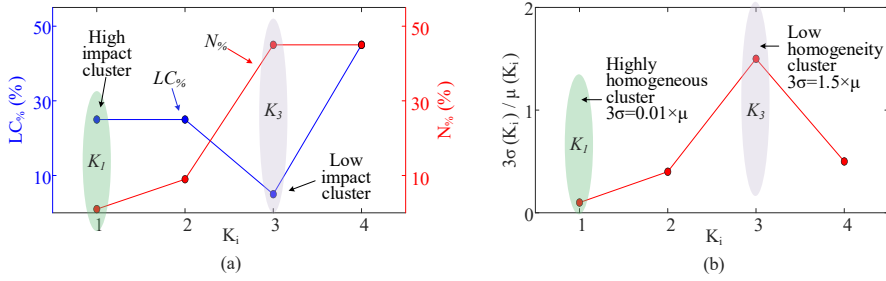 50
30
10
LC% (%)
High
impact
cluster
N%
LC%
K1
K3
Low
impact
cluster
50
30
10
N% (%)
1 2 3 4
Ki
(a)
2
1
0
3σ(Ki) / μ (Ki)
Highly
homogeneous
cluster
3σ=0.01×μ
Low
homogeneity
cluster
3σ=1.5×μ
K1
K3
1 2 3 4
Ki
(b)